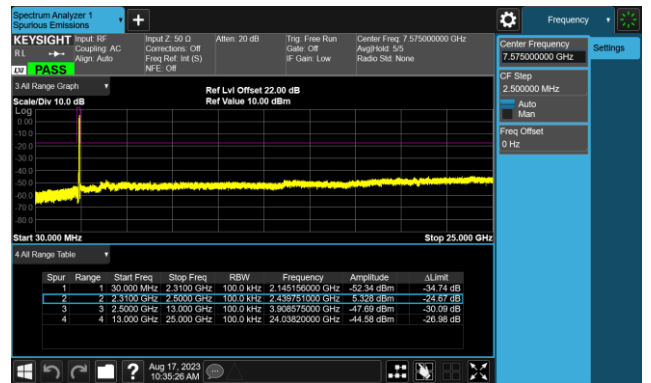 Spectrum Analyzer 1
Spurious Emissions
Frequency
KEYSIGHT Input: RF Input Z: 50 Ω Atten: 20 dB Trig: Free Run Center Freq: 7.575000000 GHz
RL Coupling: AC Corrections: Off Gate: Off Avg|Hold: 5/5
Align: Auto Freq Ref: Int (S) IF Gain: Low Radio Std: None
LW PASS NFE: Off
Center Frequency
7.575000000 GHz
Settings
CF Step
2.500000 MHz
Auto
Man
Freq Offset
0 Hz
3 All Range Graph
Ref Lvl Offset 22.00 dB
Scale/Div 10.0 dB Ref Value 10.00 dBm
Log
0.00
-10.0
-20.0
-30.0
-40.0
-50.0
-60.0
-70.0
-80.0
Start 30.000 MHz Stop 25.000 GHz
4 All Range Table
Spur Range Start Freq Stop Freq RBW Frequency Amplitude ΔLimit
1 1 30.000 MHz 2.3100 GHz 100.0 kHz 2.145156000 GHz -52.34 dBm -34.74 dB
2 2 2.3100 GHz 2.5000 GHz 100.0 kHz 2.439751000 GHz 5.328 dBm -24.67 dB
3 3 2.5000 GHz 13.000 GHz 100.0 kHz 3.908575000 GHz -47.69 dBm -30.09 dB
4 4 13.000 GHz 25.000 GHz 100.0 kHz 24.03820000 GHz -44.58 dBm -26.98 dB
Aug 17, 2023
10:35:26 AM